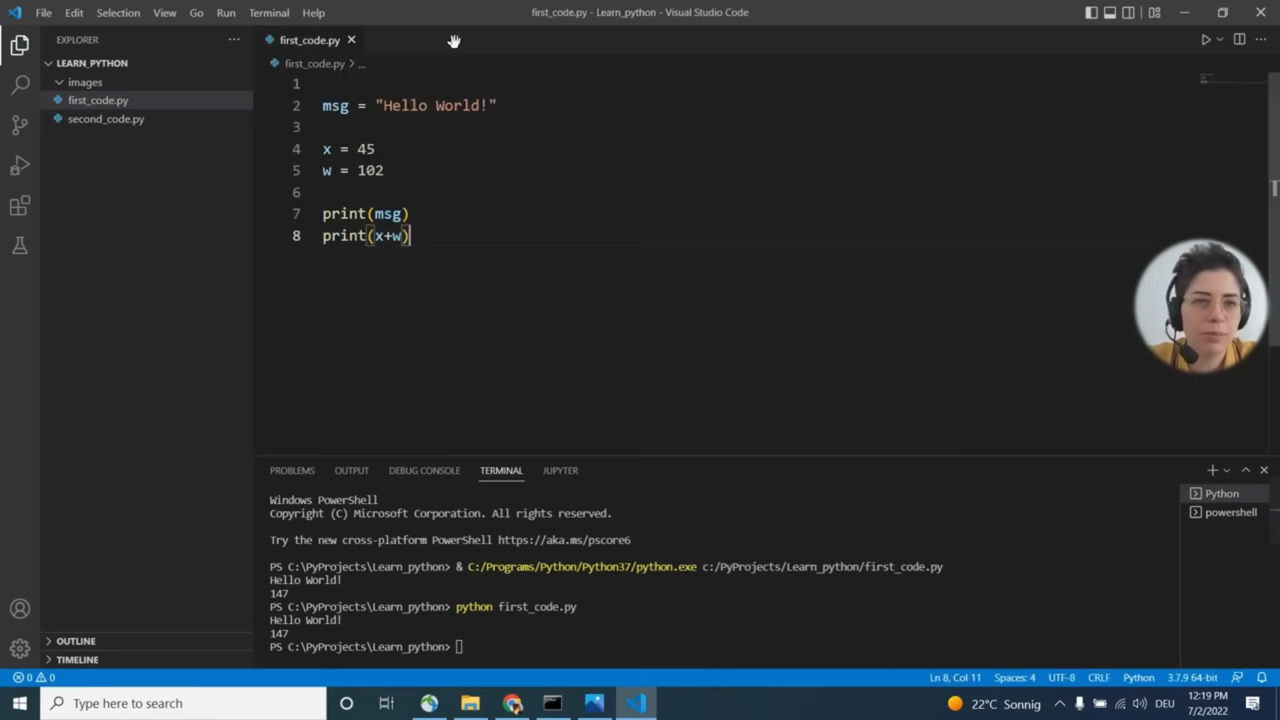 File Edit Selection View Go Run Terminal Help
first_code.py - Learn_python - Visual Studio Code
EXPLORER
LEARN_PYTHON
images
first_code.py
second_code.py
OUTLINE
TIMELINE
first_code.py
first_code.py > ...
1
2 msg = "Hello World!"
3
4 x = 45
5 w = 102
6
7 print(msg)
8 print(x+w)
PROBLEMS OUTPUT DEBUG CONSOLE TERMINAL JUPYTER
Windows PowerShell
Copyright (C) Microsoft Corporation. All rights reserved.
Try the new cross-platform PowerShell https://aka.ms/pscore6
PS C:\PyProjects\Learn_python> & C:/Programs/Python/Python37/python.exe c:/PyProjects/Learn_python/first_code.py
Hello World!
147
PS C:\PyProjects\Learn_python> python first_code.py
Hello World!
147
PS C:\PyProjects\Learn_python>
Python
powershell
0 0
Ln 8, Col 11 Spaces: 4 UTF-8 CRLF Python 3.7.9 64-bit
Type here to search
22°C Sonnig
DEU
12:19 PM
7/2/2022